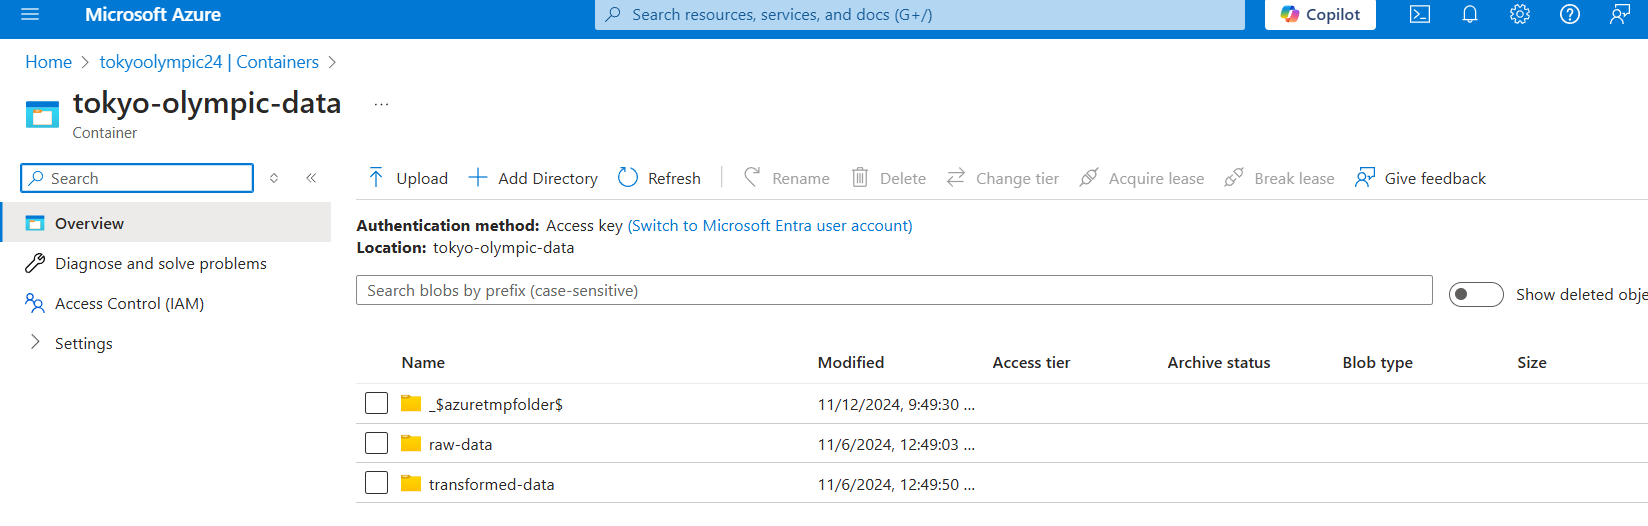 Microsoft Azure
Search resources, services, and docs (G+/)
Copilot
Home > tokyoolympic24 | Containers >
tokyo-olympic-data ...
Container
Search
Upload Add Directory Refresh Rename Delete Change tier Acquire lease Break lease Give feedback
Overview
Diagnose and solve problems
Access Control (IAM)
Settings
Authentication method: Access key (Switch to Microsoft Entra user account)
Location: tokyo-olympic-data
Search blobs by prefix (case-sensitive)
Show deleted obje
Name Modified Access tier Archive status Blob type Size
_$azuretmpfolder$ 11/12/2024, 9:49:30 ...
raw-data 11/6/2024, 12:49:03 ...
transformed-data 11/6/2024, 12:49:50 ...